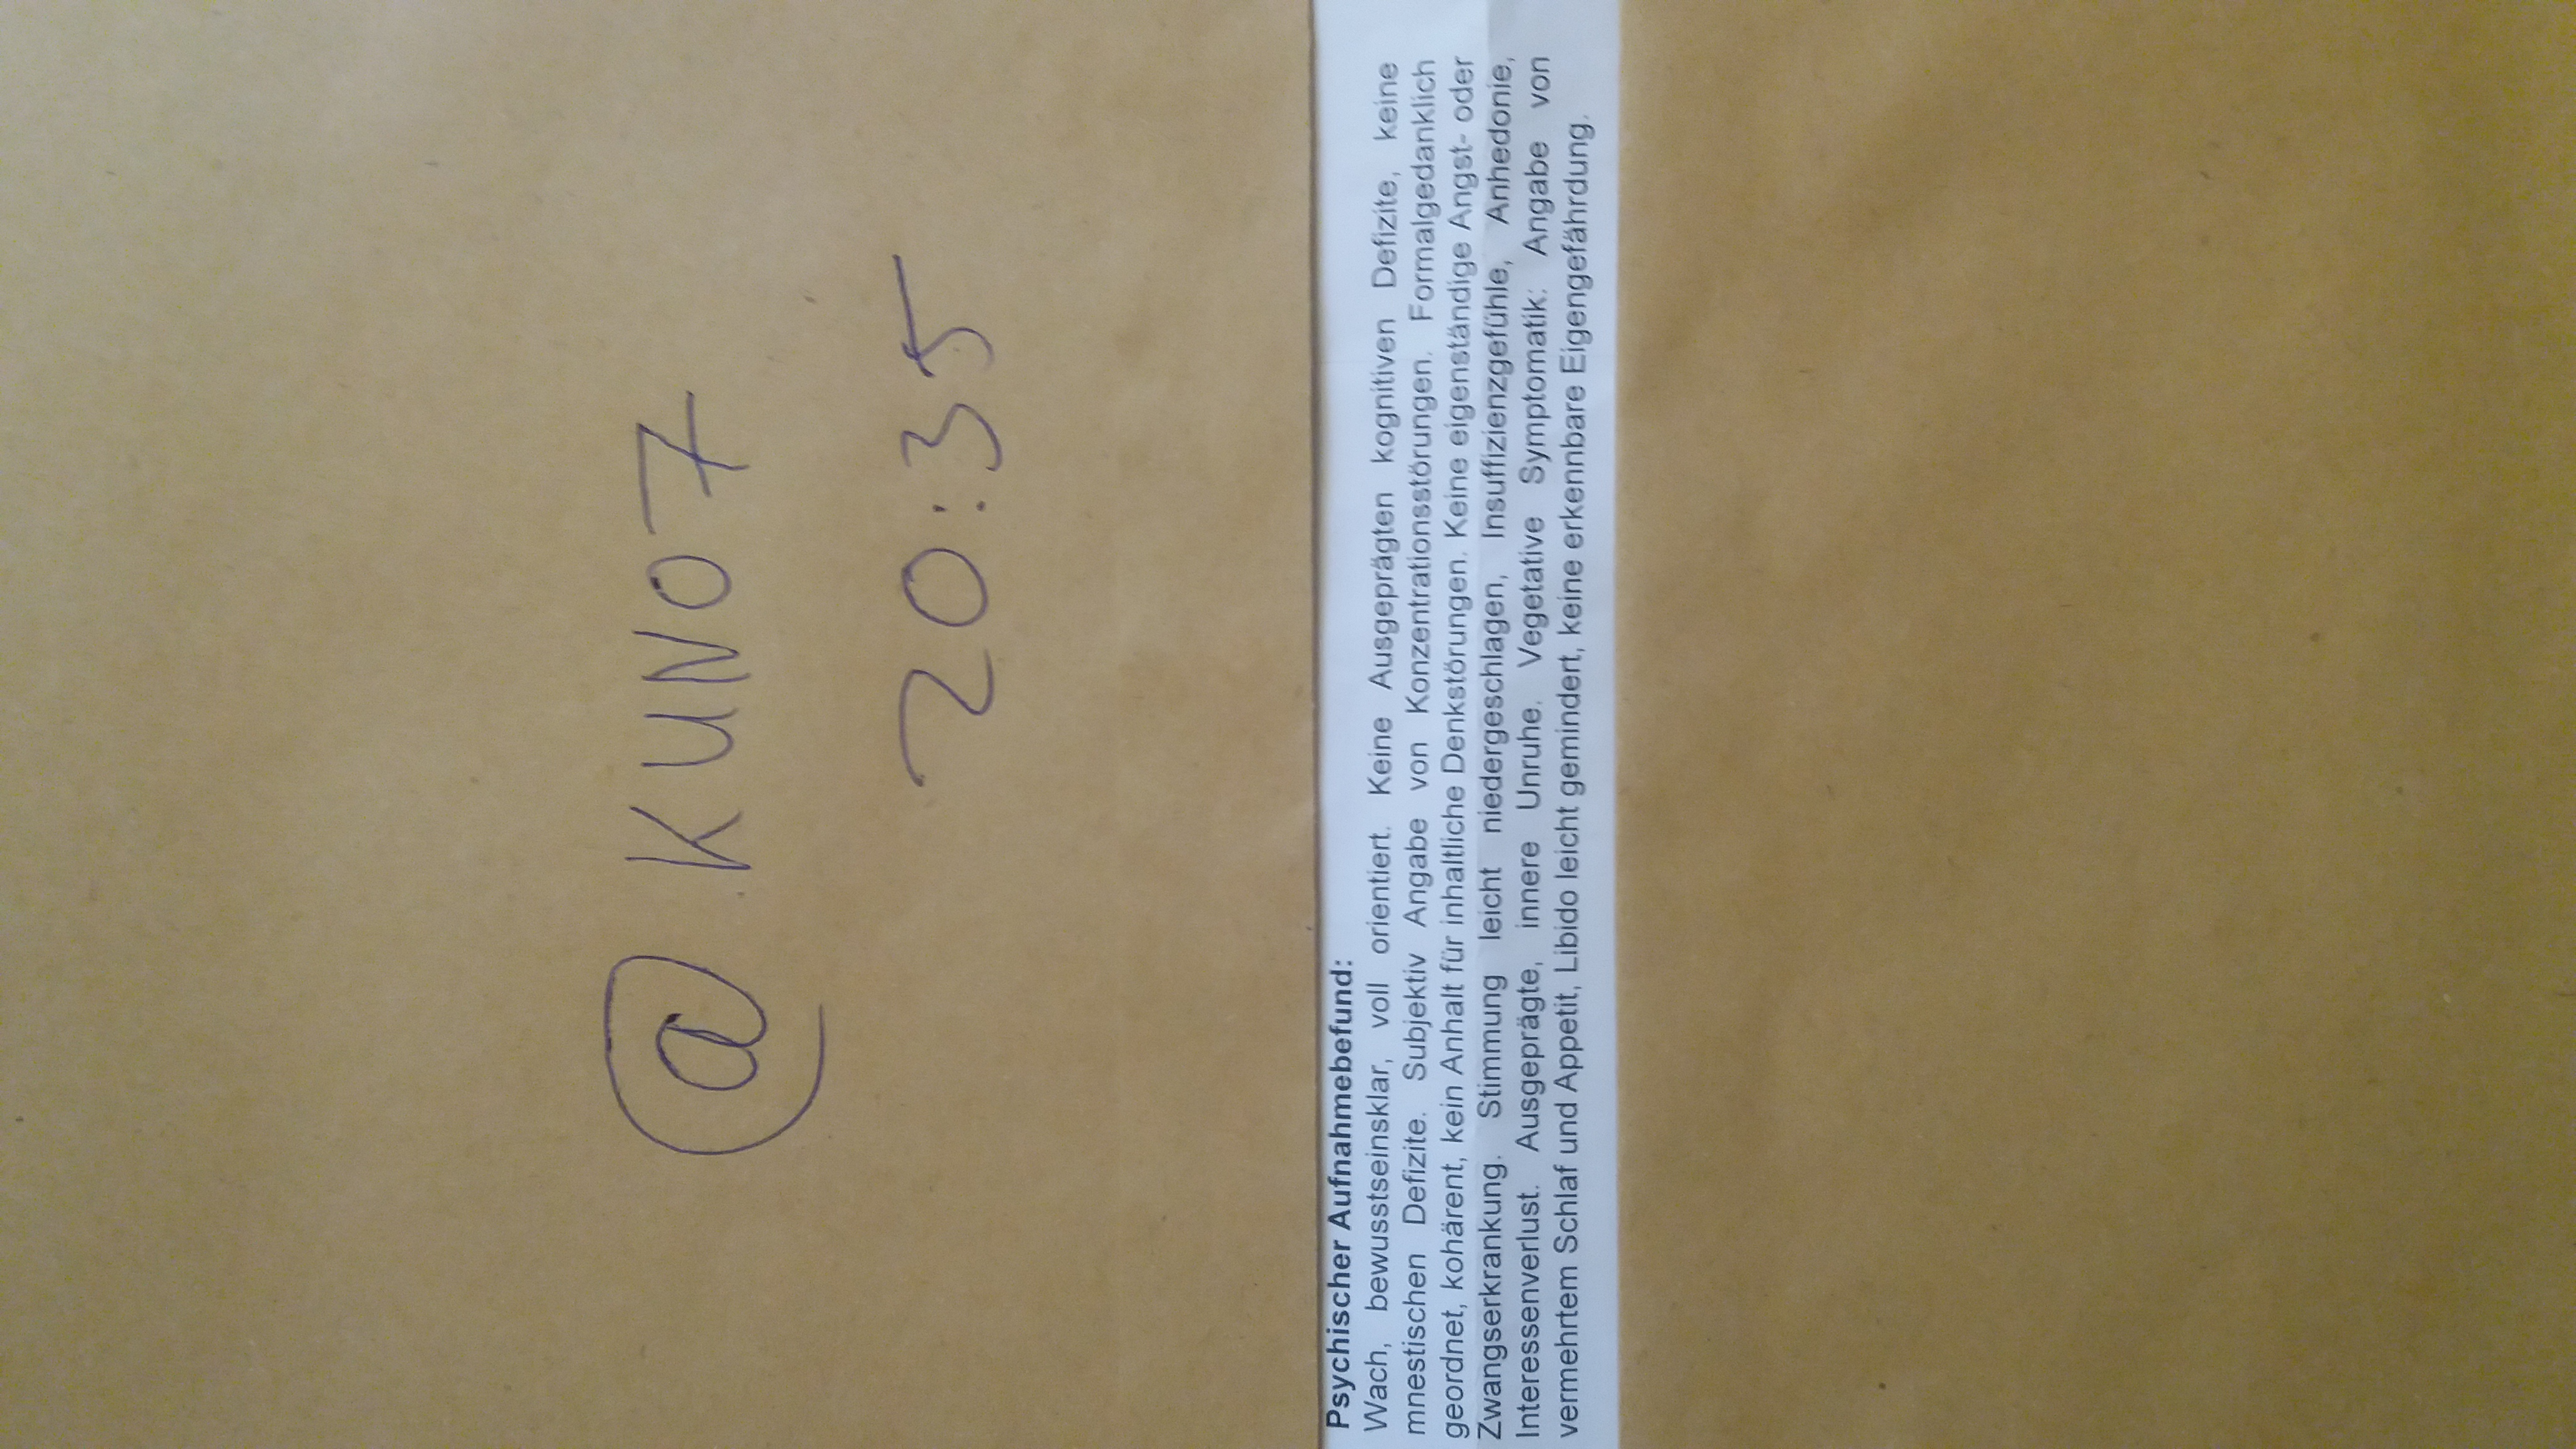 @ KUNO7
20:35
Psychischer Aufnahmebefund:
Wach, bewusstseinsklar, voll orientiert. Keine Ausgeprägten kognitiven Defizite, keine
mnestischen Defizite. Subjektiv Angabe von Konzentrationsstörungen. Formalgedanklich
geordnet, kohärent, kein Anhalt für inhaltliche Denkstörungen. Keine eigenständige Angst- oder
Zwangserkrankung. Stimmung leicht niedergeschlagen, Insuffizienzgefühle, Anhedonie,
Interessenverlust. Ausgeprägte, innere Unruhe. Vegetative Symptomatik: Angabe von
vermehrtem Schlaf und Appetit, Libido leicht gemindert, keine erkennbare Eigengefährdung.